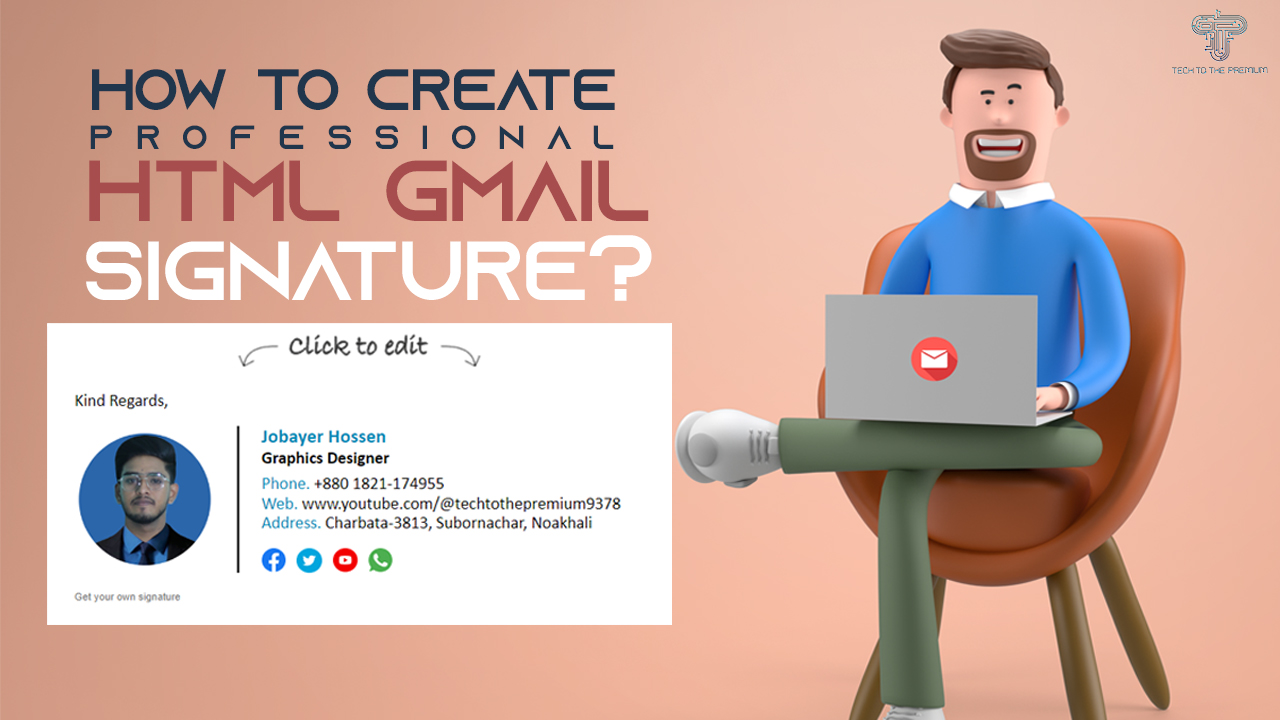 HOW TO CREATE
PROFESSIONAL
HTML GMAIL
SIGNATURE?
TECH TO THE PREMIUM
Click to edit
Kind Regards,
Jobayer Hossen
Graphics Designer
Phone. +880 1821-174955
Web. www.youtube.com/@techtothepremium9378
Address. Charbata-3813, Subornachar, Noakhali
Get your own signature